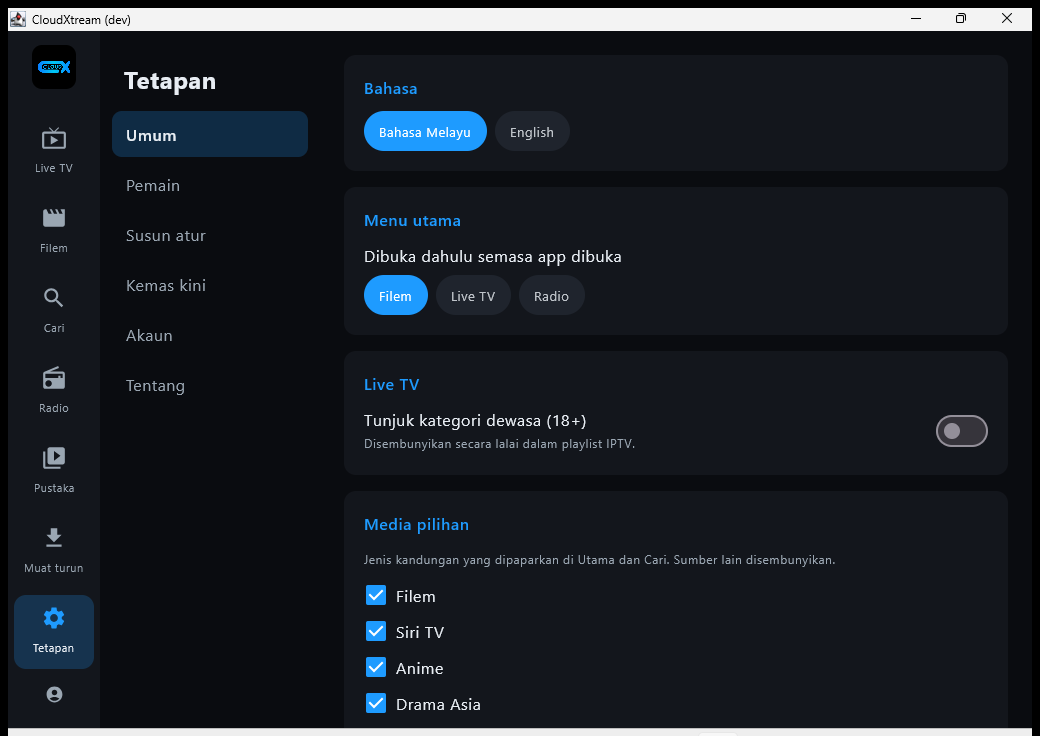 CloudXtream (dev)
CLOUD X
Live TV
Filem
Cari
Radio
Pustaka
Muat turun
Tetapan
Tetapan
Umum
Pemain
Susun atur
Kemas kini
Akaun
Tentang
Bahasa
Bahasa Melayu English
Menu utama
Dibuka dahulu semasa app dibuka
Filem Live TV Radio
Live TV
Tunjuk kategori dewasa (18+)
Disembunyikan secara lalai dalam playlist IPTV.
Media pilihan
Jenis kandungan yang dipaparkan di Utama dan Cari. Sumber lain disembunyikan.
Filem
Siri TV
Anime
Drama Asia